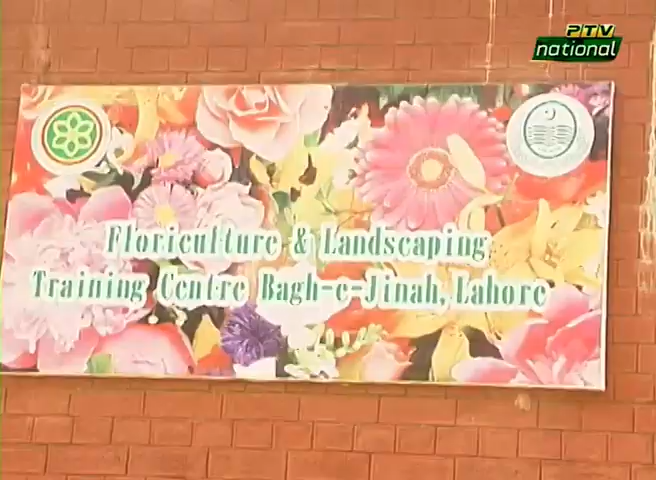 PTV
national
Floriculture & Landscaping
Training Centre Bagh-e-Jinah, Lahore